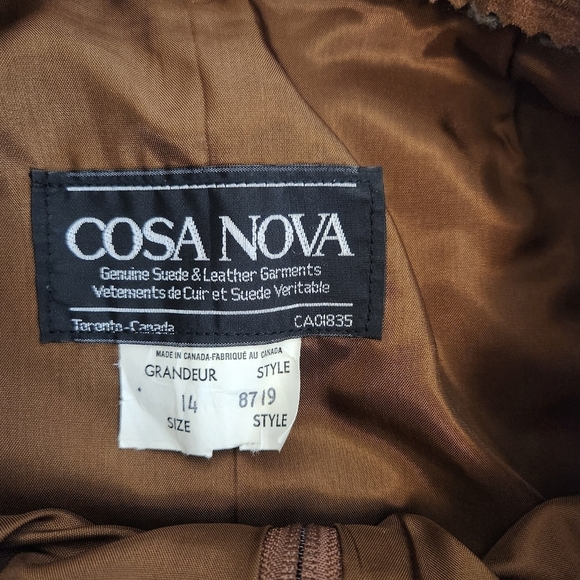 COSA NOVA
Genuine Suede & Leather Garments
Vetements de Cuir et Suede Veritable
Toronto-Canada CA01835
MADE IN CANADA-FABRIQUÉ AU CANADA
GRANDEUR STYLE
14 8719
SIZE STYLE